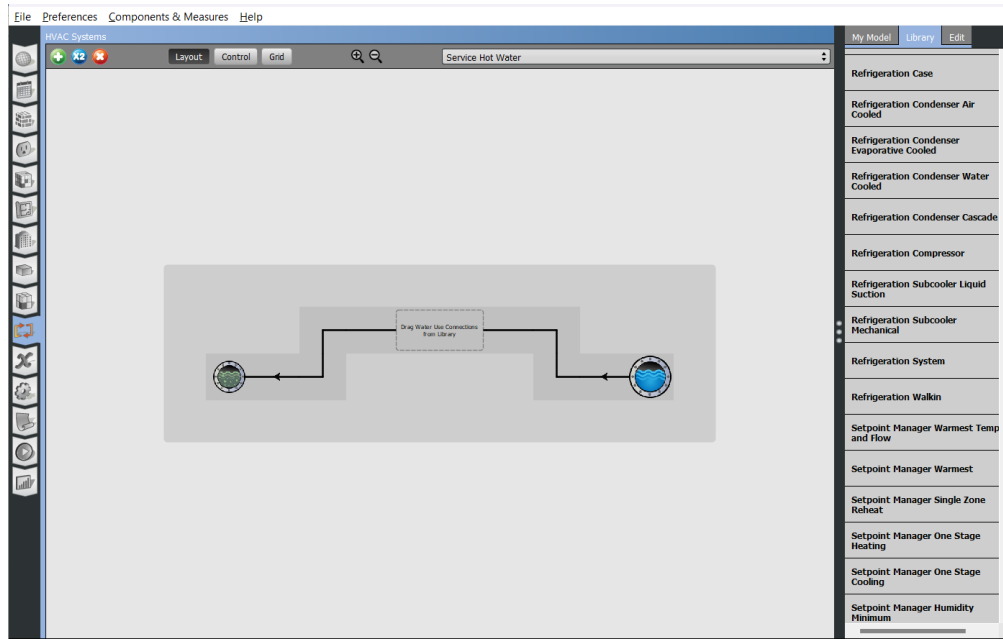 File Preferences Components & Measures Help
HVAC Systems
My Model Library Edit
X2 Layout Control Grid Service Hot Water
Refrigeration Case
Refrigeration Condenser Air
Cooled
Refrigeration Condenser
Evaporative Cooled
Refrigeration Condenser Water
Cooled
Refrigeration Condenser Cascade
Refrigeration Compressor
Refrigeration Subcooler Liquid
Suction
Refrigeration Subcooler
Mechanical
Refrigeration System
Refrigeration Walkin
Setpoint Manager Warmest Temp
and Flow
Setpoint Manager Warmest
Setpoint Manager Single Zone
Reheat
Setpoint Manager One Stage
Heating
Setpoint Manager One Stage
Cooling
Setpoint Manager Humidity
Minimum
Drag Water Use Connections
from Library